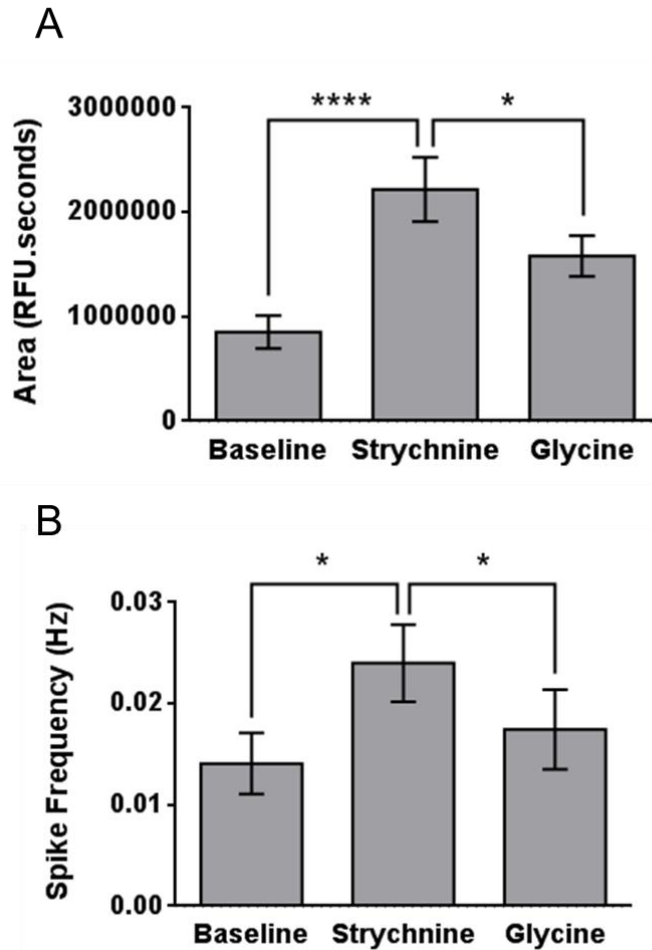 A
Area (RFU.seconds)
3000000
2000000
1000000
0
**** *
Baseline Strychnine Glycine
B
Spike Frequency (Hz)
0.03
0.02
0.01
0.00
* *
Baseline Strychnine Glycine